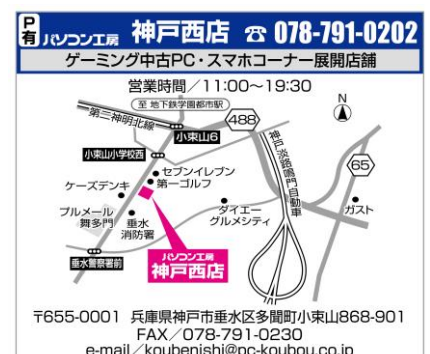 P有 パソコン工房 神戸西店 ☎ 078-791-0202
ゲーミング中古PC・スマホコーナー展開店舗
営業時間／11:00〜19:30
至 地下鉄学園都市駅
N
第二神明北線
488
小東山6
神戸淡路鳴門自動車
小東山小学校西
65
セブンイレブン
ケーズデンキ
第一ゴルフ
ブルメール
舞多門
垂水
消防署
ダイエー
グルメシティ
ガスト
パソコン工房
神戸西店
垂水警察署前
〒655-0001 兵庫県神戸市垂水区多聞町小東山868-901
FAX／078-791-0230
e-mail／koubenishi@pc-koubou.co.jp